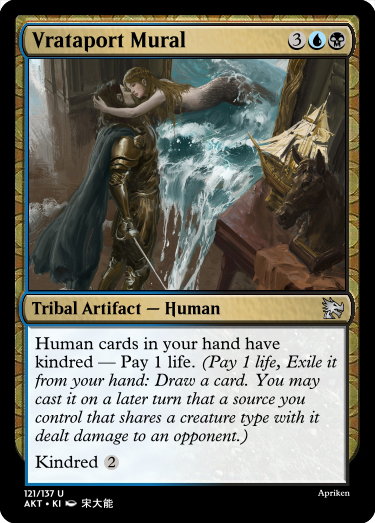 Vrataport Mural 3
Tribal Artifact — Human
Human cards in your hand have
kindred — Pay 1 life. (Pay 1 life, Exile it
from your hand: Draw a card. You may
cast it on a later turn that a source you
control that shares a creature type with it
dealt damage to an opponent.)
Kindred 2
121/137 U
Apriken
AKT • KI 宋大能